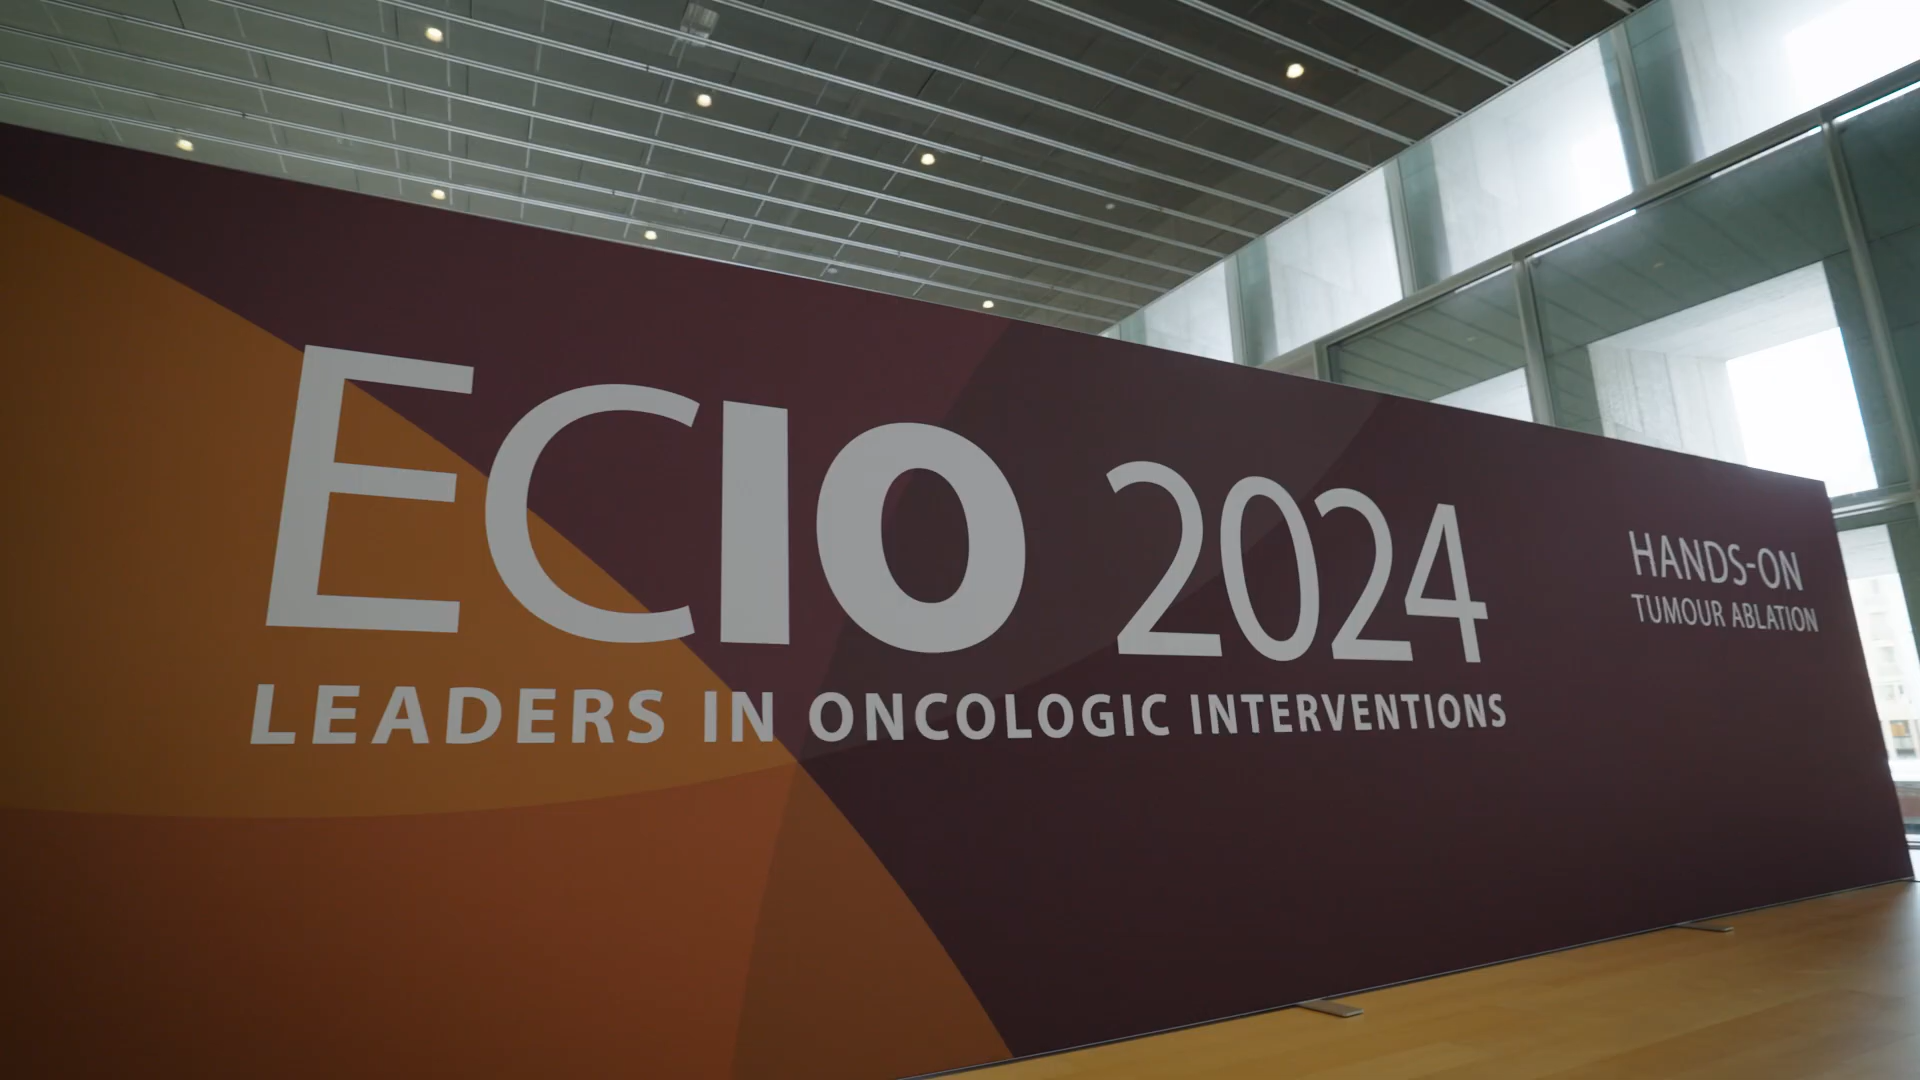 ECIO 2024
LEADERS IN ONCOLOGIC INTERVENTIONS
HANDS-ON
TUMOUR ABLATION